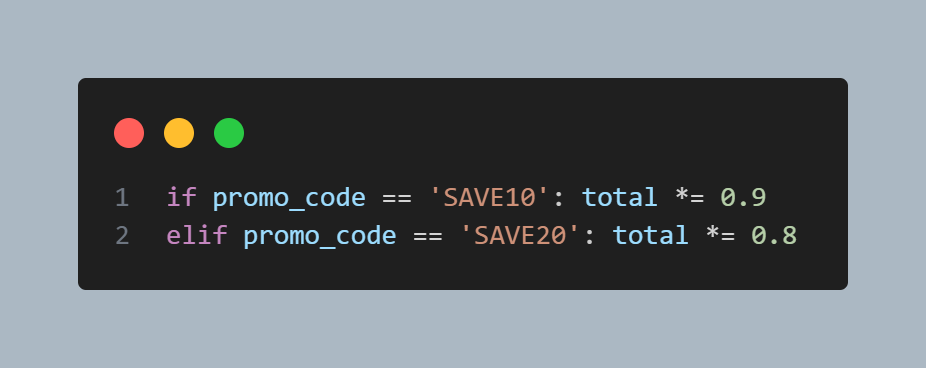 1 if promo_code == 'SAVE10': total *= 0.9
2 elif promo_code == 'SAVE20': total *= 0.8